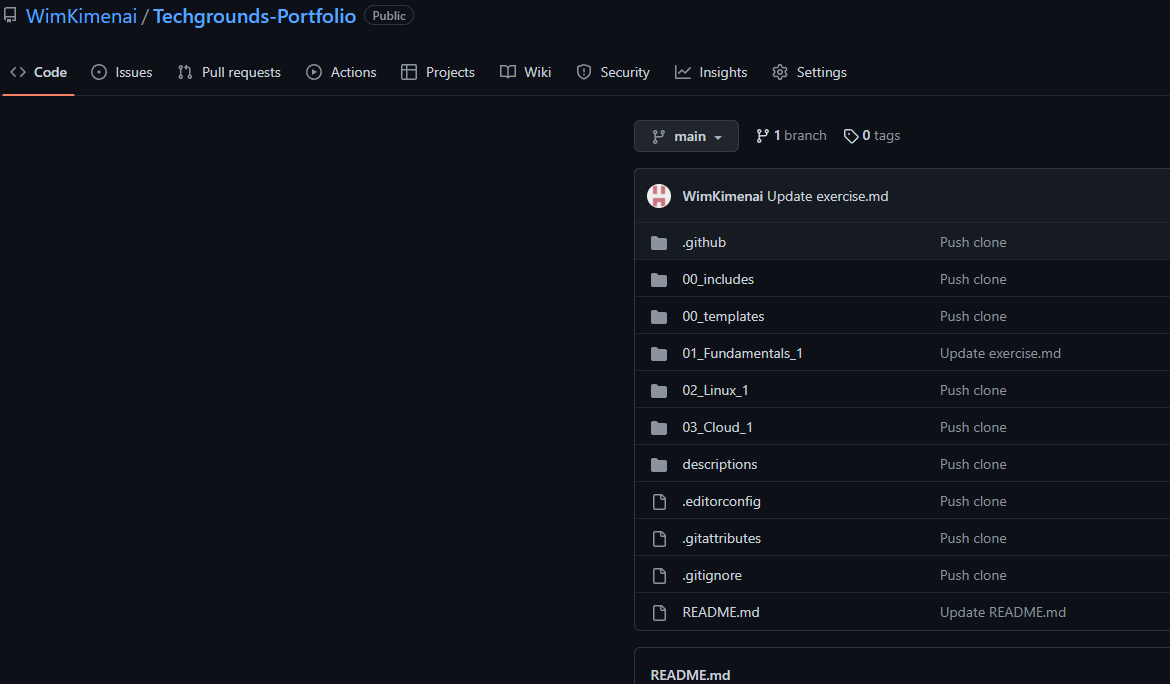 WimKimenai / Techgrounds-Portfolio Public
<> Code Issues Pull requests Actions Projects Wiki Security Insights Settings
main 1 branch 0 tags
WimKimenai Update exercise.md
.github Push clone
00_includes Push clone
00_templates Push clone
01_Fundamentals_1 Update exercise.md
02_Linux_1 Push clone
03_Cloud_1 Push clone
descriptions Push clone
.editorconfig Push clone
.gitattributes Push clone
.gitignore Push clone
README.md Update README.md
README.md